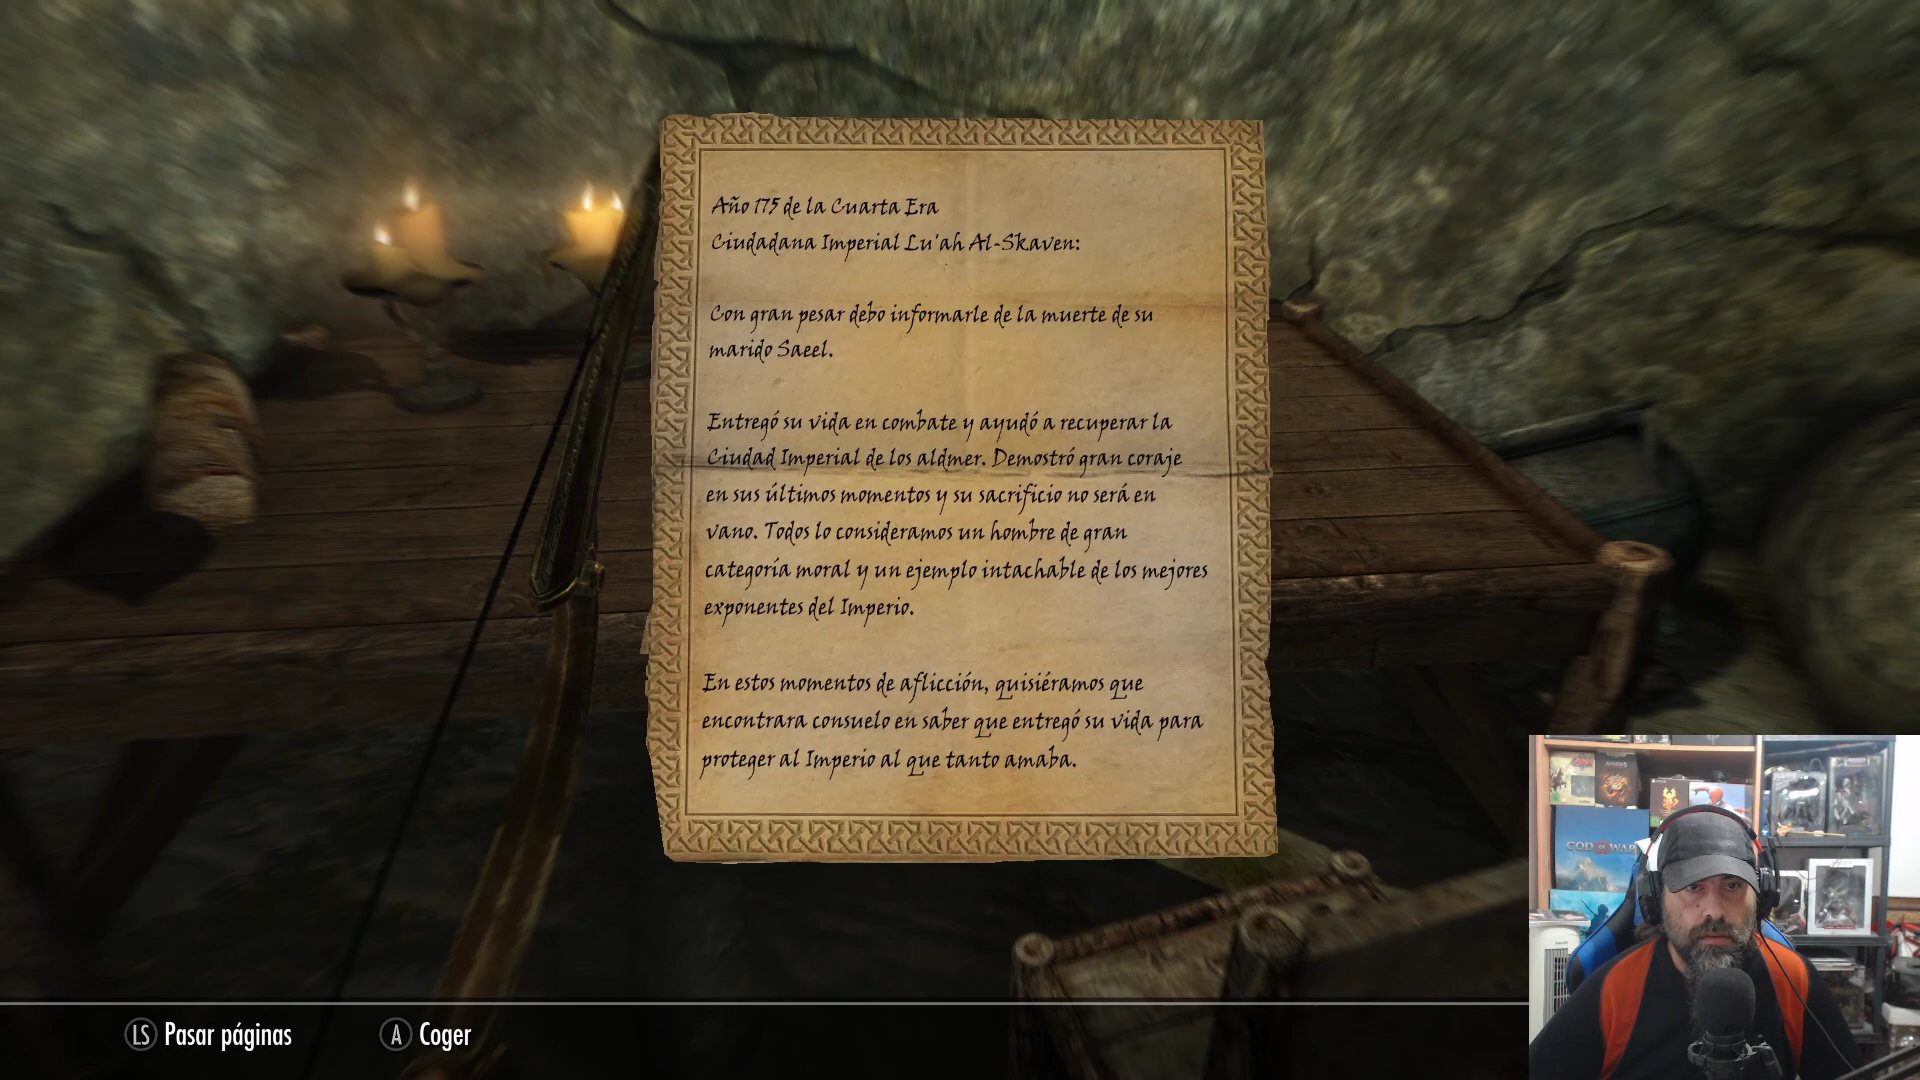 Año 175 de la Cuarta Era
Ciudadana Imperial Lu'ah Al-Skaven:
Con gran pesar debo informarle de la muerte de su
marido Saeel.
Entregó su vida en combate y ayudó a recuperar la
Ciudad Imperial de los aldmer. Demostró gran coraje
en sus últimos momentos y su sacrificio no será en
vano. Todos lo consideramos un hombre de gran
categoría moral y un ejemplo intachable de los mejores
exponentes del Imperio.
En estos momentos de aflicción, quisiéramos que
encontrara consuelo en saber que entregó su vida para
proteger al Imperio al que tanto amaba.
GOD OF WAR
LS Pasar páginas
A Coger